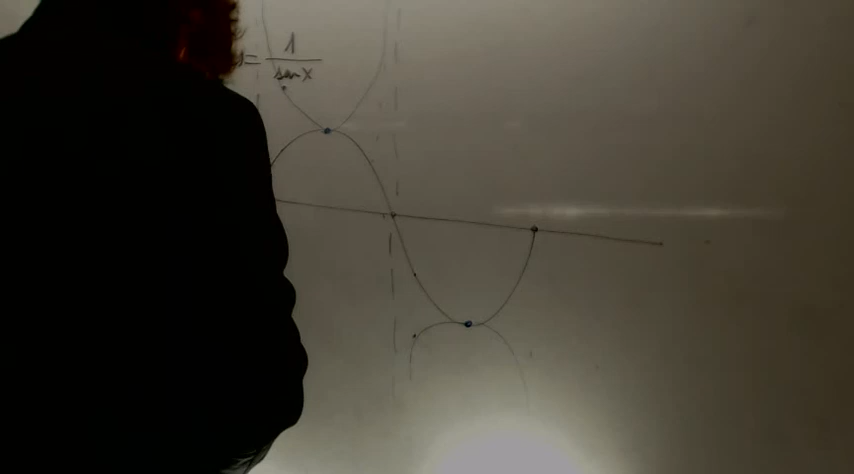 = 1
sen x